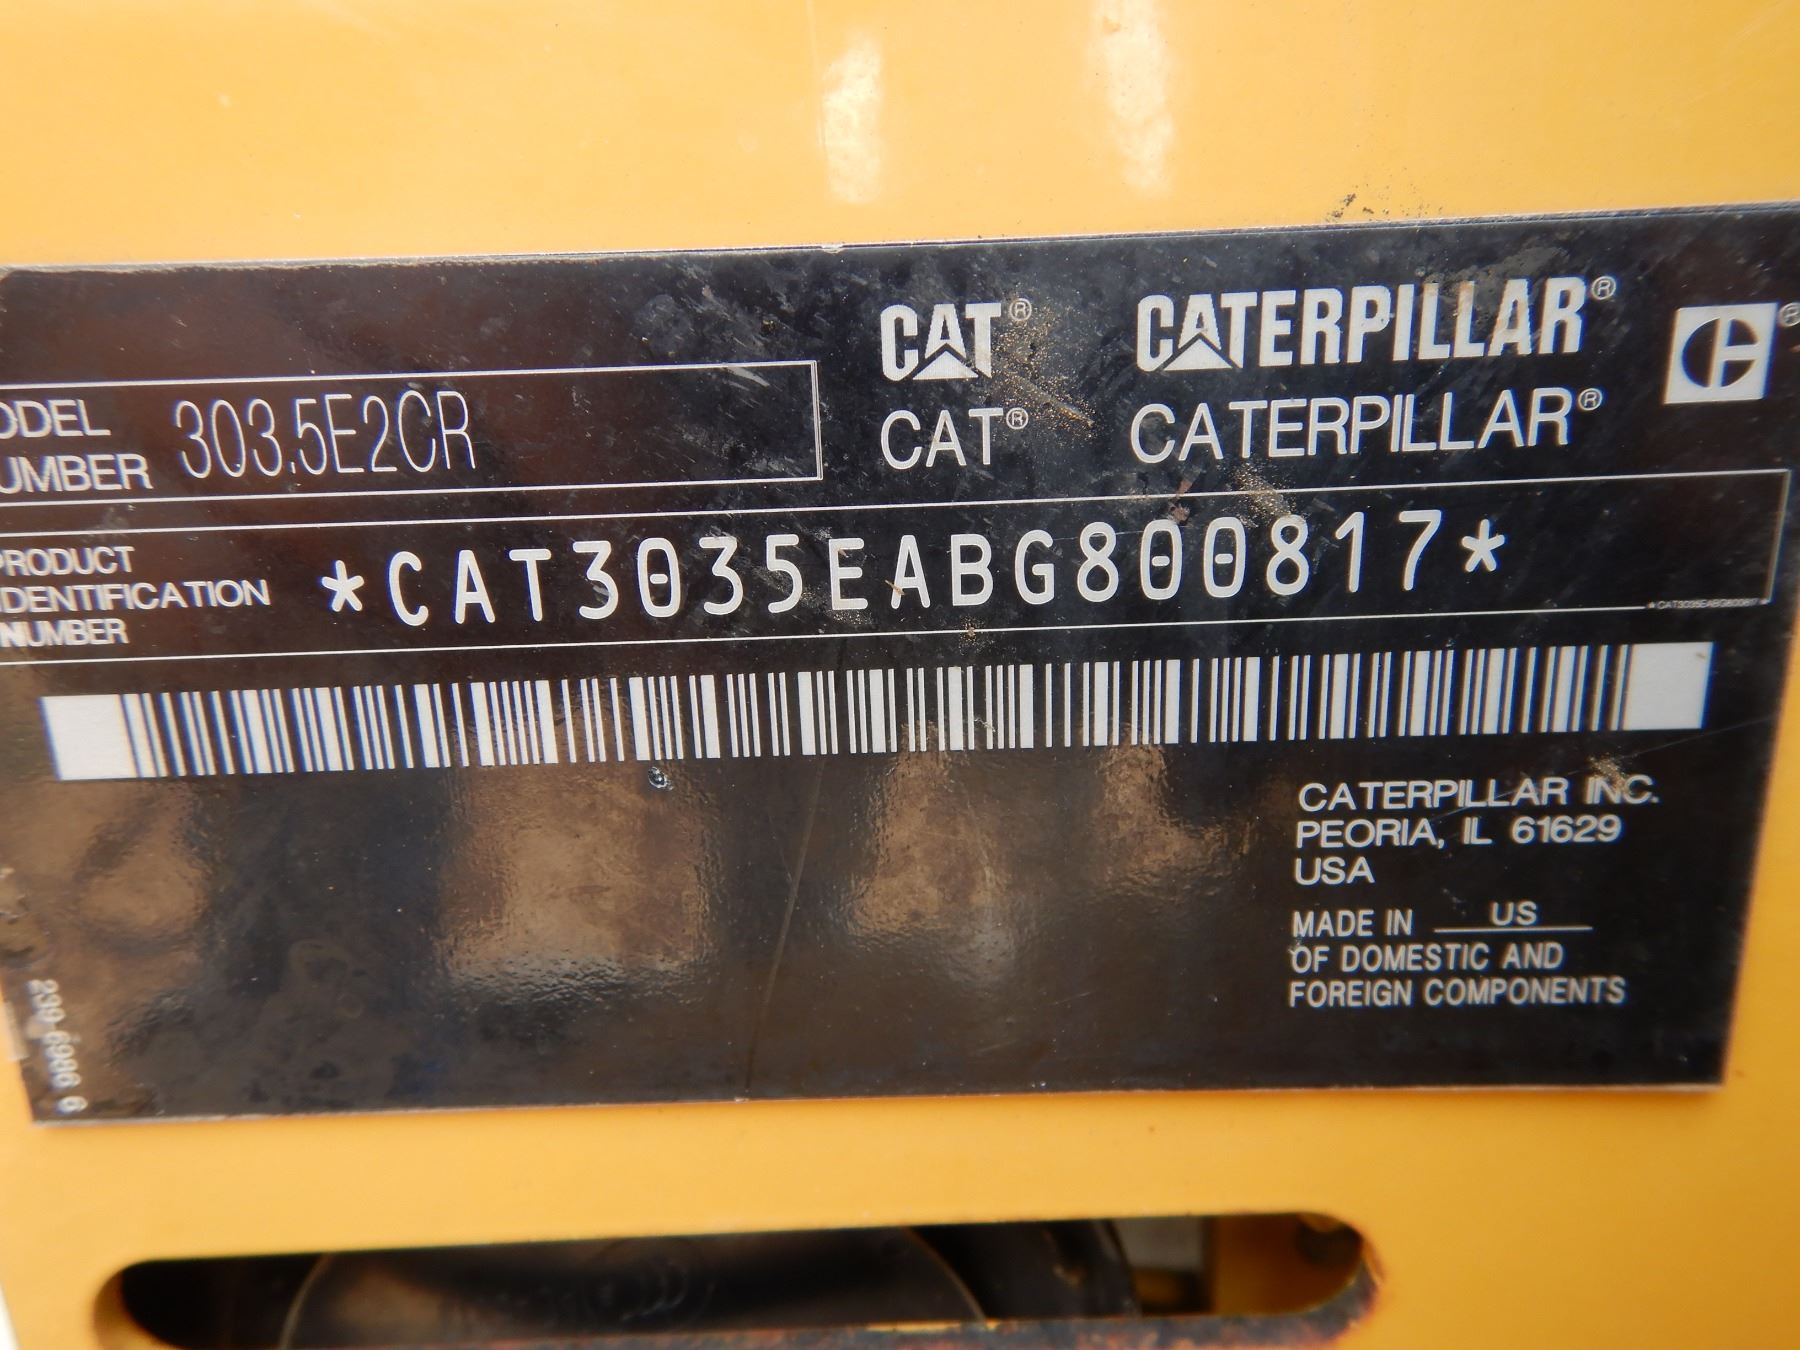 CAT® CATERPILLAR®
CAT® CATERPILLAR®
ODEL
UMBER 303.5E2CR
PRODUCT
IDENTIFICATION
NUMBER
*CAT3035EABG800817*
CATERPILLAR INC.
PEORIA, IL 61629
USA
MADE IN US
OF DOMESTIC AND
FOREIGN COMPONENTS